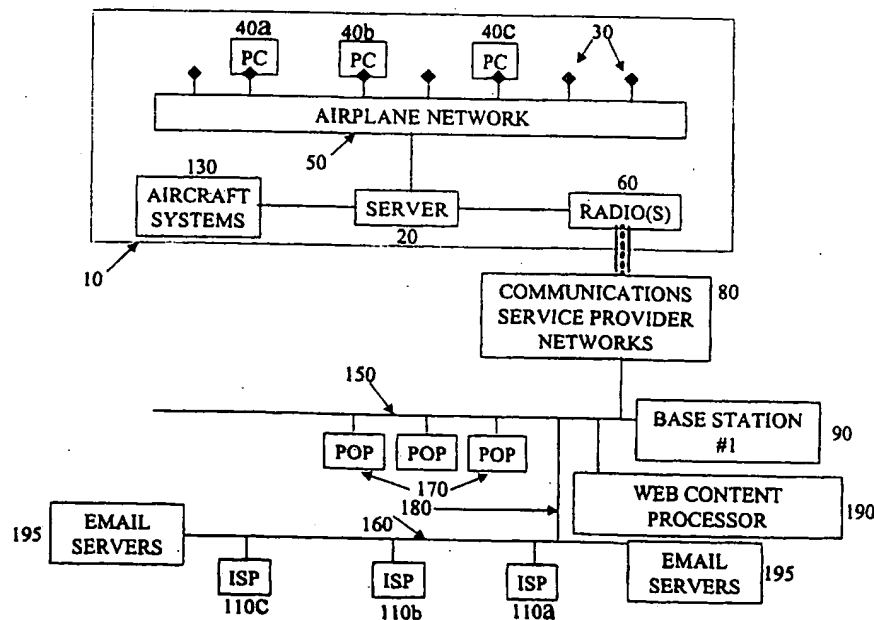 40a 40b 40c 30
PC PC PC
AIRPLANE NETWORK
50
130 60
AIRCRAFT
SYSTEMS
SERVER
RADIO(S)
20
10
COMMUNICATIONS
SERVICE PROVIDER
NETWORKS
80
150
BASE STATION
#1
90
POP POP POP
170
180
WEB CONTENT
PROCESSOR
190
195
EMAIL
SERVERS
160
EMAIL
SERVERS
195
ISP ISP ISP
110c 110b 110a